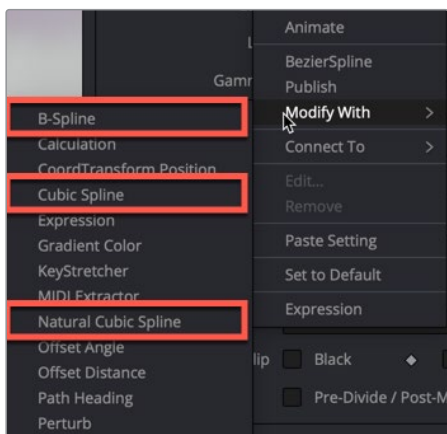 Animate
BezierSpline
Gamm
Publish
Modify With >
B-Spline
Calculation
Connect To >
CoordTransform Position
Edit...
Cubic Spline
Remove
Expression
Gradient Color
Paste Setting
KeyStretcher
Set to Default
MIDI Extractor
Natural Cubic Spline
Expression
Offset Angle
lip
Black
Offset Distance
Path Heading
Pre-Divide / Post-M
Perturb